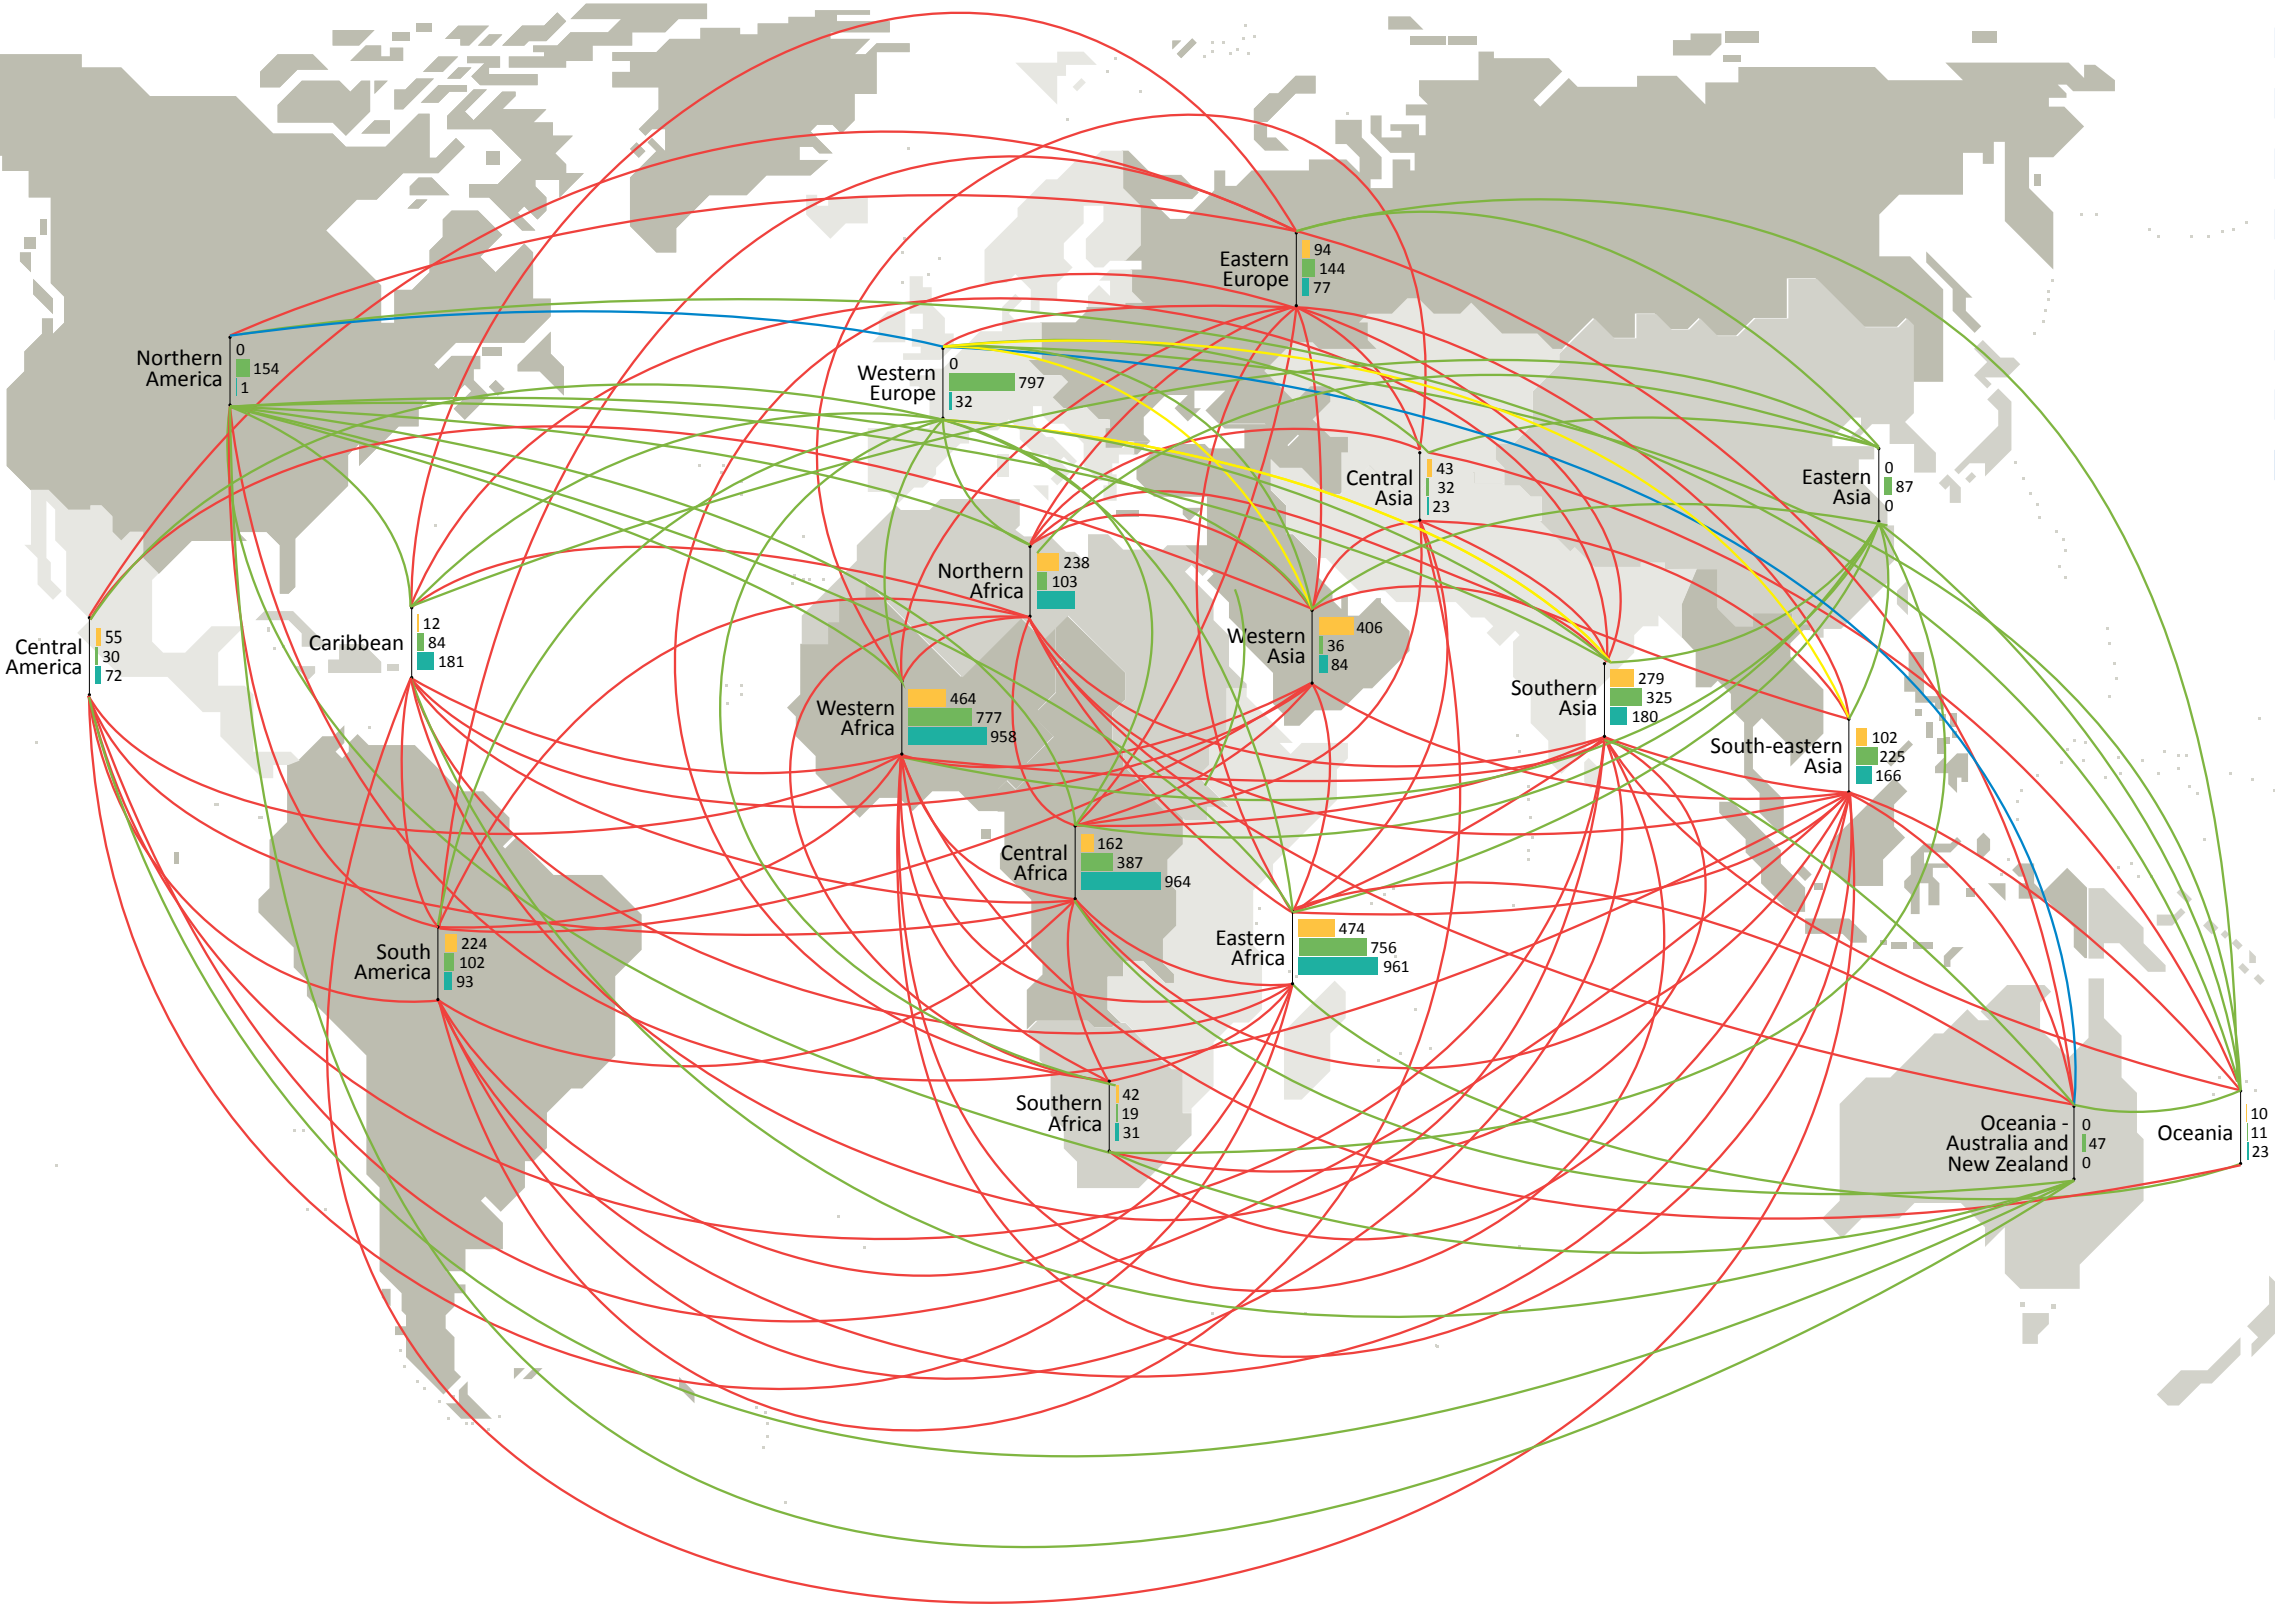 Eastern
Europe
94
144
77
Northern
America
0
154
1
Western
Europe
0
797
32
Central
Asia
43
32
23
Eastern
Asia
0
87
0
Northern
Africa
238
103
Central
America
55
30
72
Caribbean
12
84
181
Western
Asia
406
36
84
Western
Africa
464
777
958
Southern
Asia
279
325
180
South-eastern
Asia
102
225
166
Central
Africa
162
387
964
South
America
224
102
93
Eastern
Africa
474
756
961
Southern
Africa
42
19
31
Oceania -
Australia and
New Zealand
0
47
0
Oceania
10
11
23